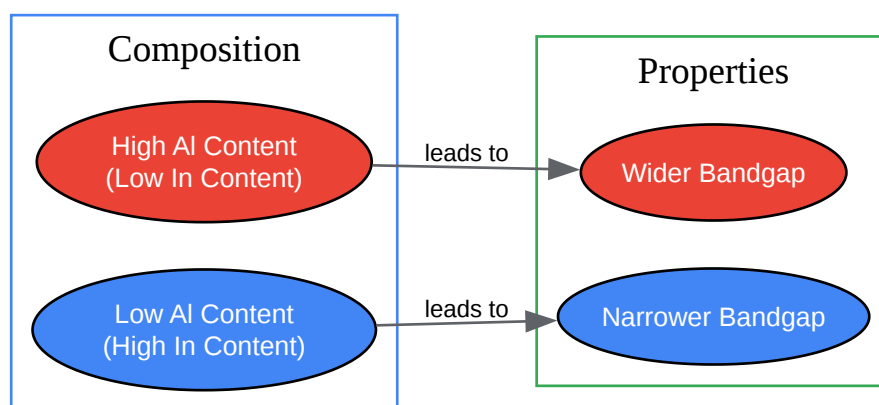 Composition
High Al Content
(Low In Content)
Low Al Content
(High In Content)
leads to
leads to
Properties
Wider Bandgap
Narrower Bandgap